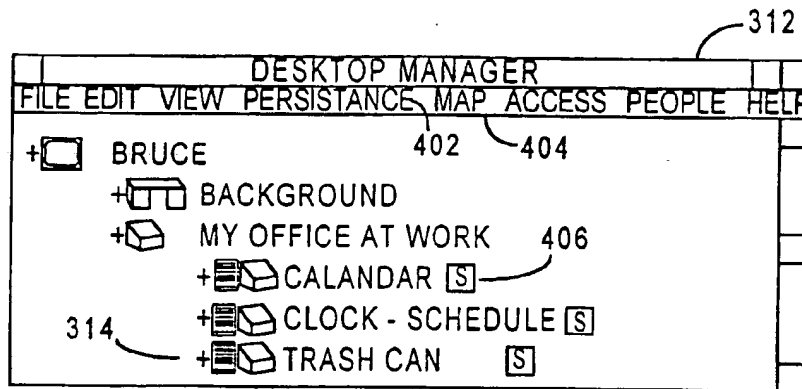 312
DESKTOP MANAGER
FILE EDIT VIEW PERSISTANCE MAP ACCESS PEOPLE HELP
402 404
+ BRUCE
+ BACKGROUND
+ MY OFFICE AT WORK 406
+ CALANDAR S
+ CLOCK - SCHEDULE S
314 + TRASH CAN S